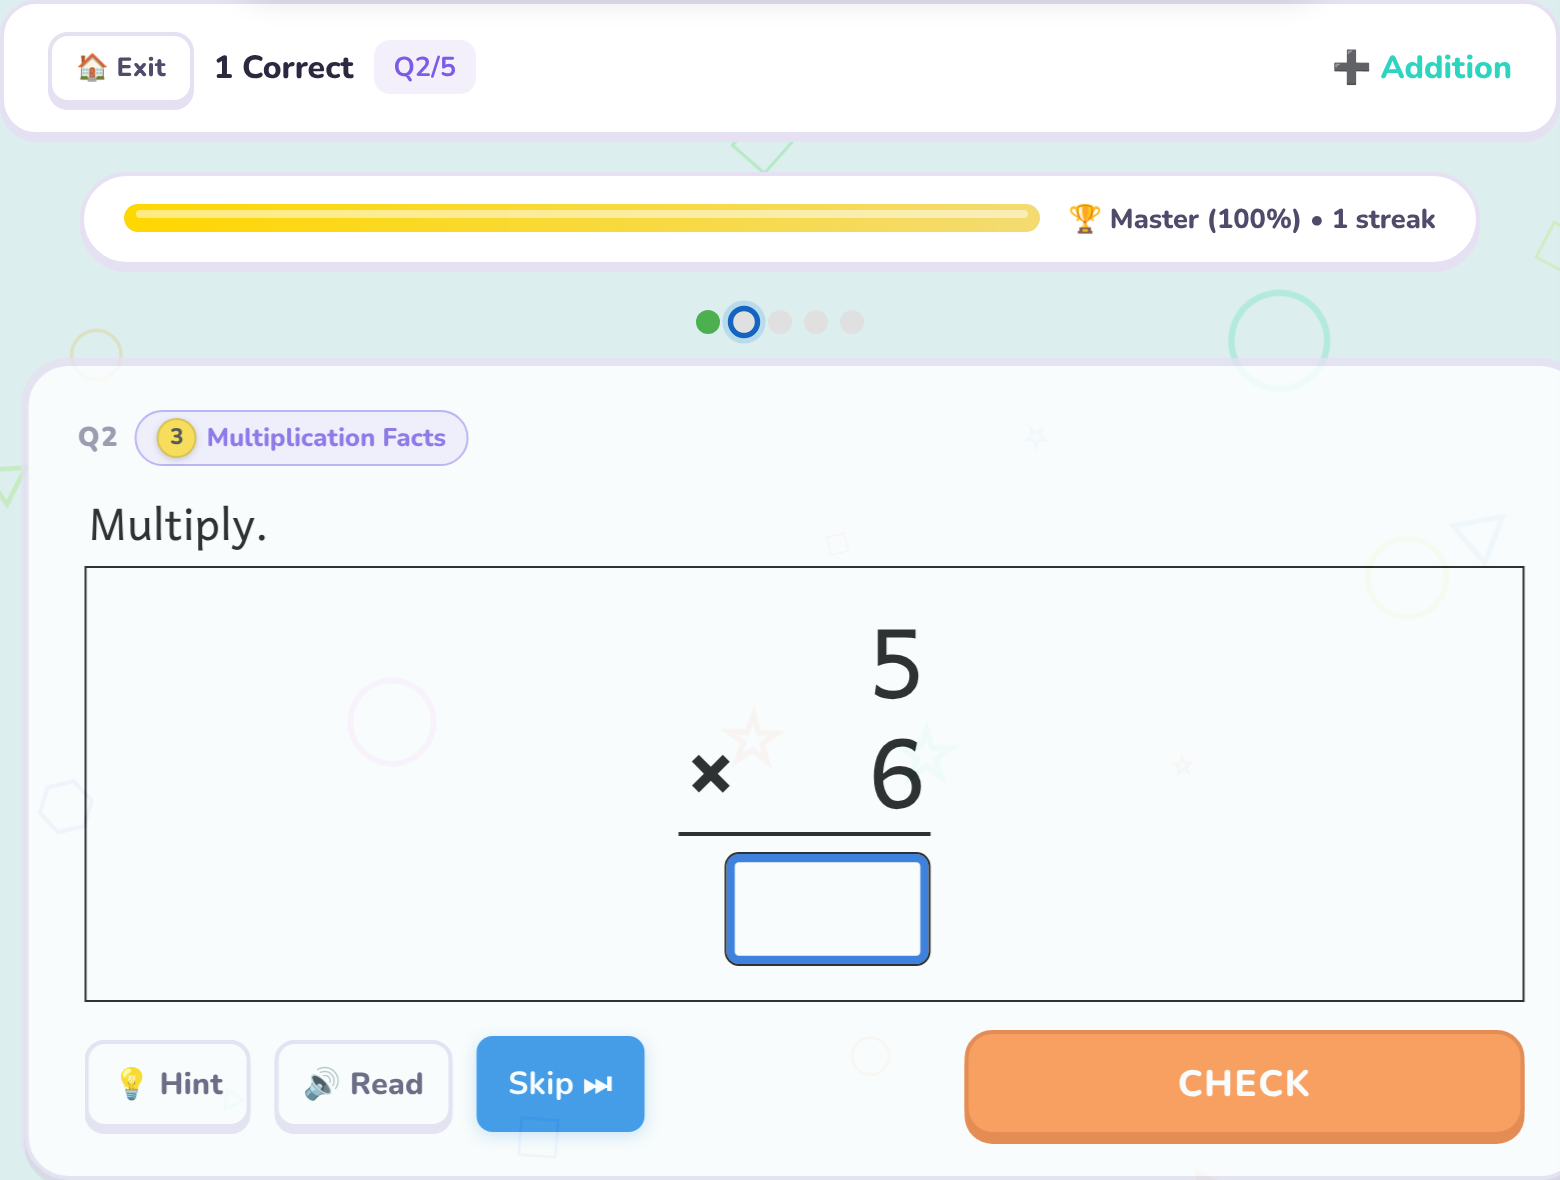 🏠 Exit 1 Correct Q2/5 ➕ Addition
🏆 Master (100%) • 1 streak
Q2 3 Multiplication Facts
Multiply.
5
× 6
💡 Hint 🔊 Read Skip ⏭ CHECK